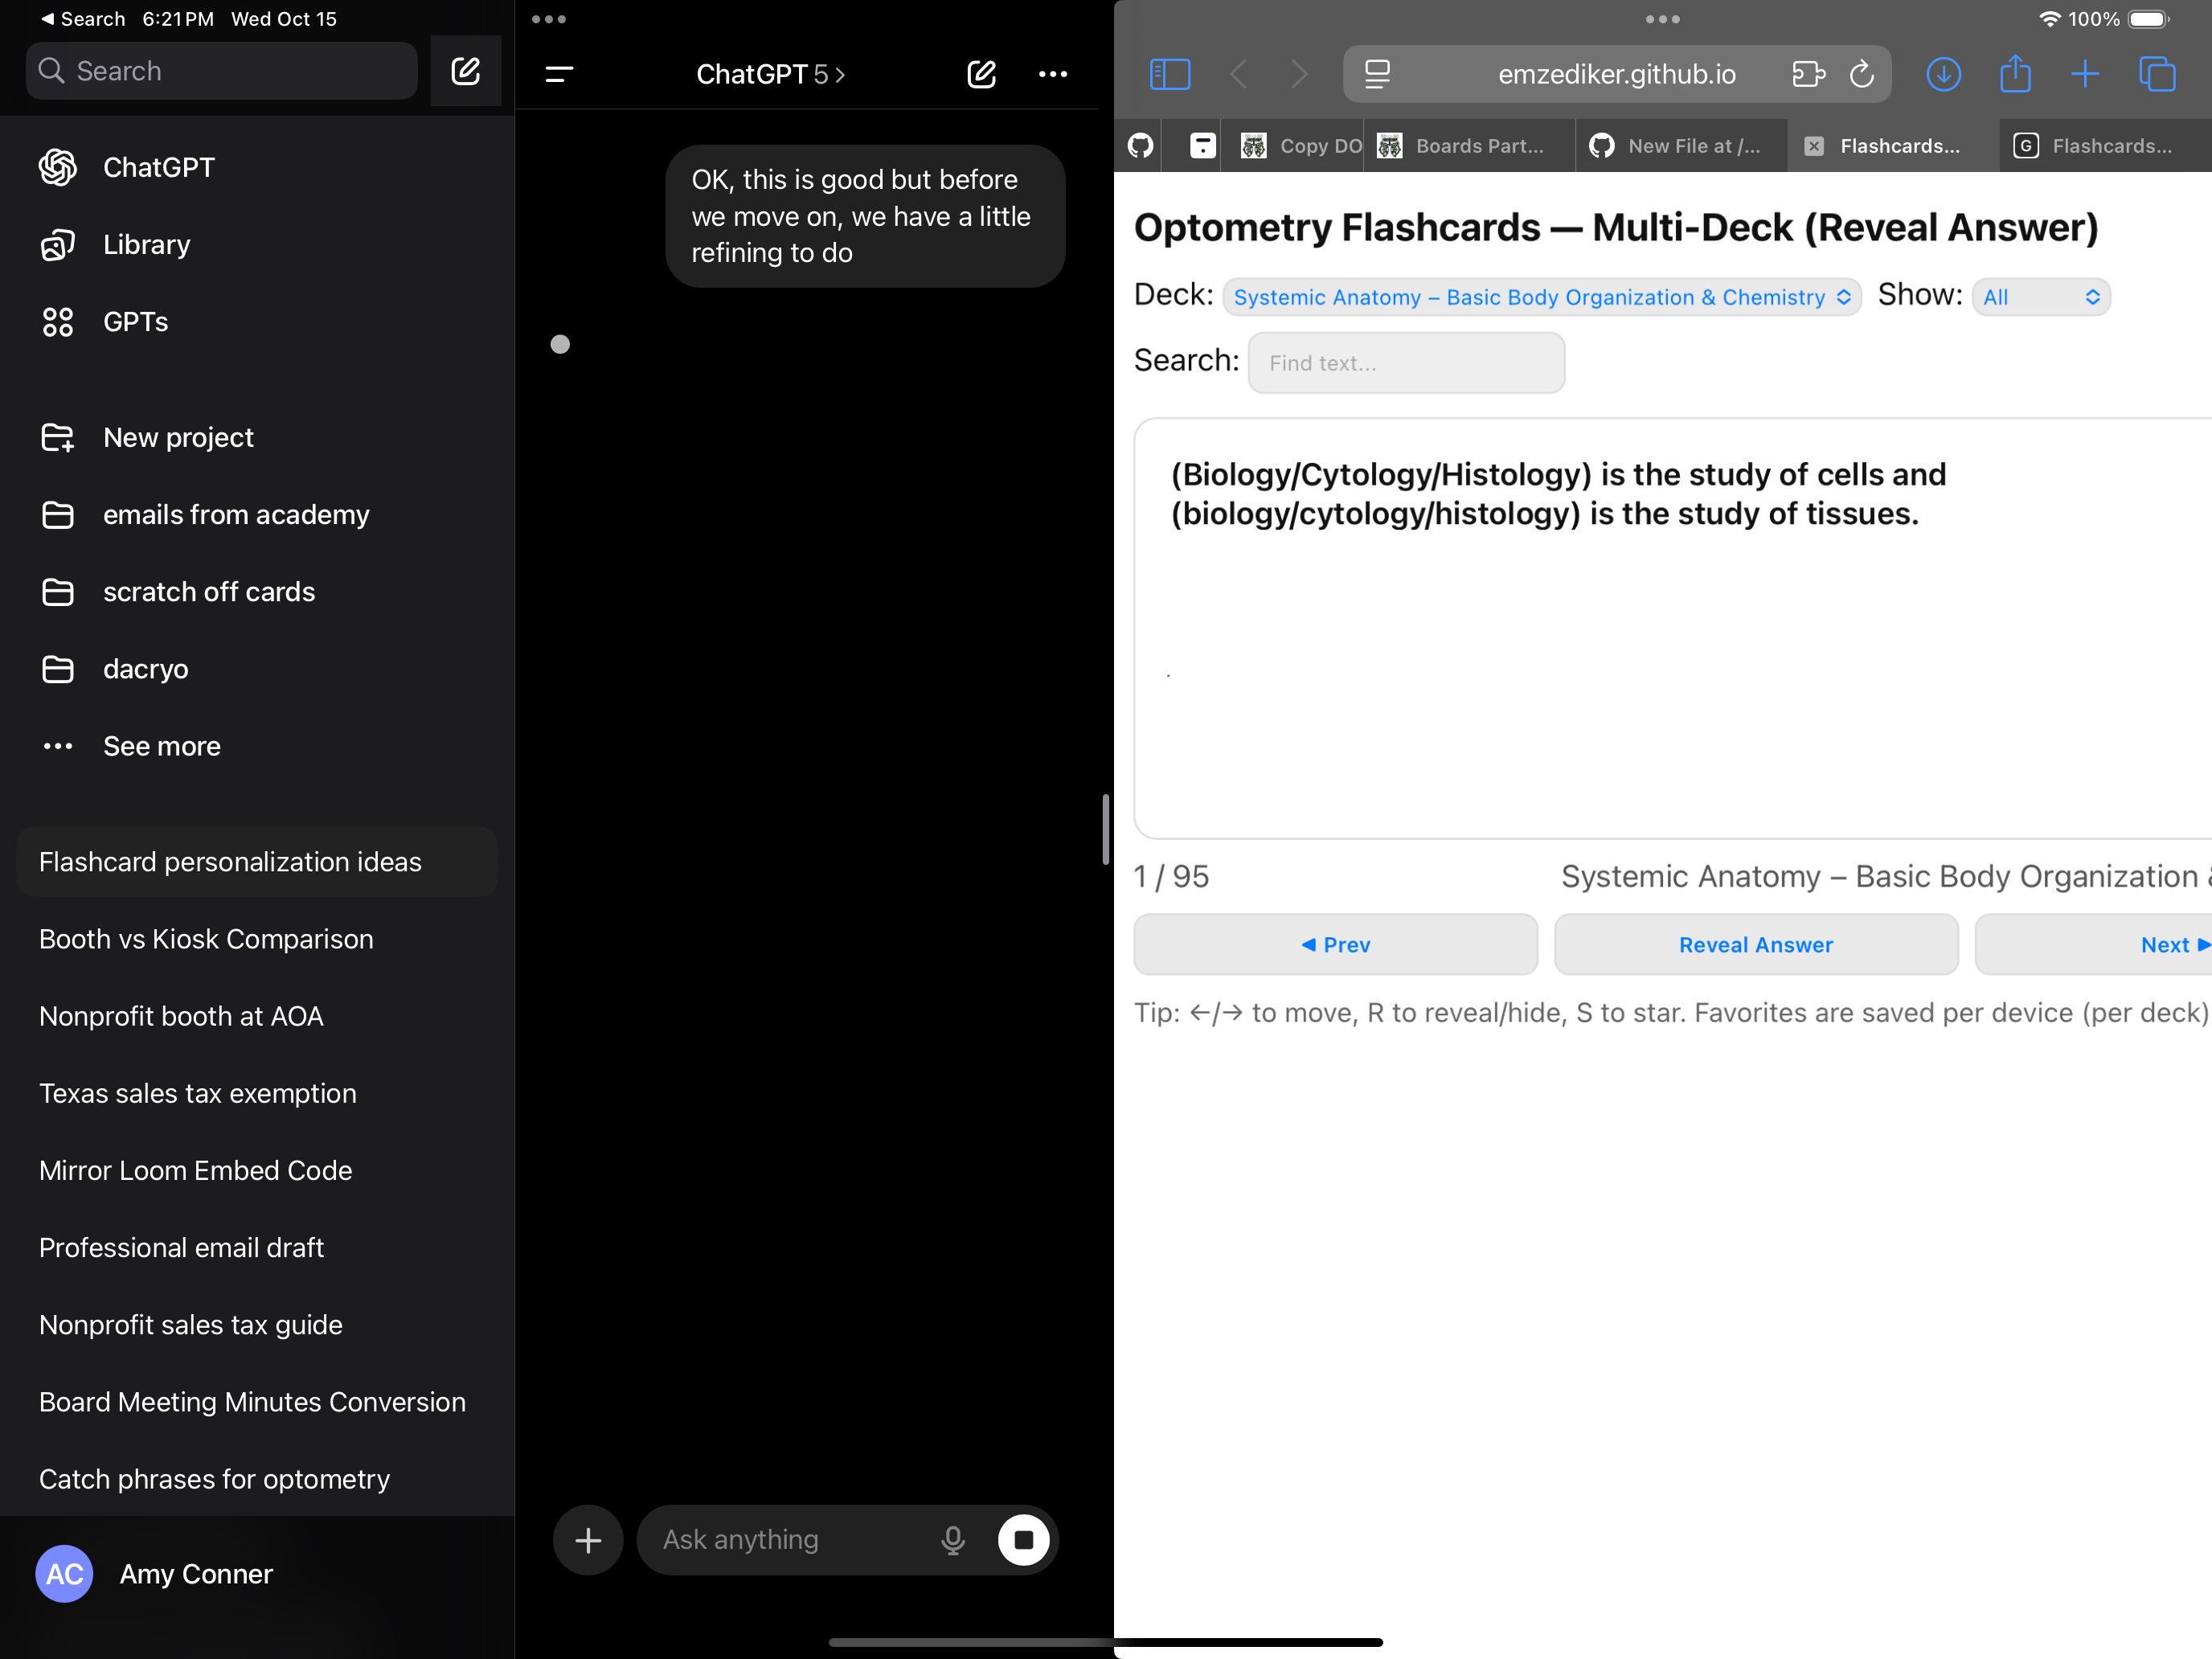 Search 6:21 PM Wed Oct 15
Search
ChatGPT
Library
GPTs
New project
emails from academy
scratch off cards
dacryo
See more
Flashcard personalization ideas
Booth vs Kiosk Comparison
Nonprofit booth at AOA
Texas sales tax exemption
Mirror Loom Embed Code
Professional email draft
Nonprofit sales tax guide
Board Meeting Minutes Conversion
Catch phrases for optometry
AC Amy Conner
ChatGPT 5 >
OK, this is good but before
we move on, we have a little
refining to do
Ask anything
100%
emzediker.github.io
Copy DO
Boards Part...
New File at /...
Flashcards...
G Flashcards...
Optometry Flashcards — Multi-Deck (Reveal Answer)
Deck: Systemic Anatomy – Basic Body Organization & Chemistry Show: All
Search: Find text...
(Biology/Cytology/Histology) is the study of cells and
(biology/cytology/histology) is the study of tissues.
1 / 95 Systemic Anatomy – Basic Body Organization &
◀ Prev Reveal Answer Next ▶
Tip: ←/→ to move, R to reveal/hide, S to star. Favorites are saved per device (per deck)